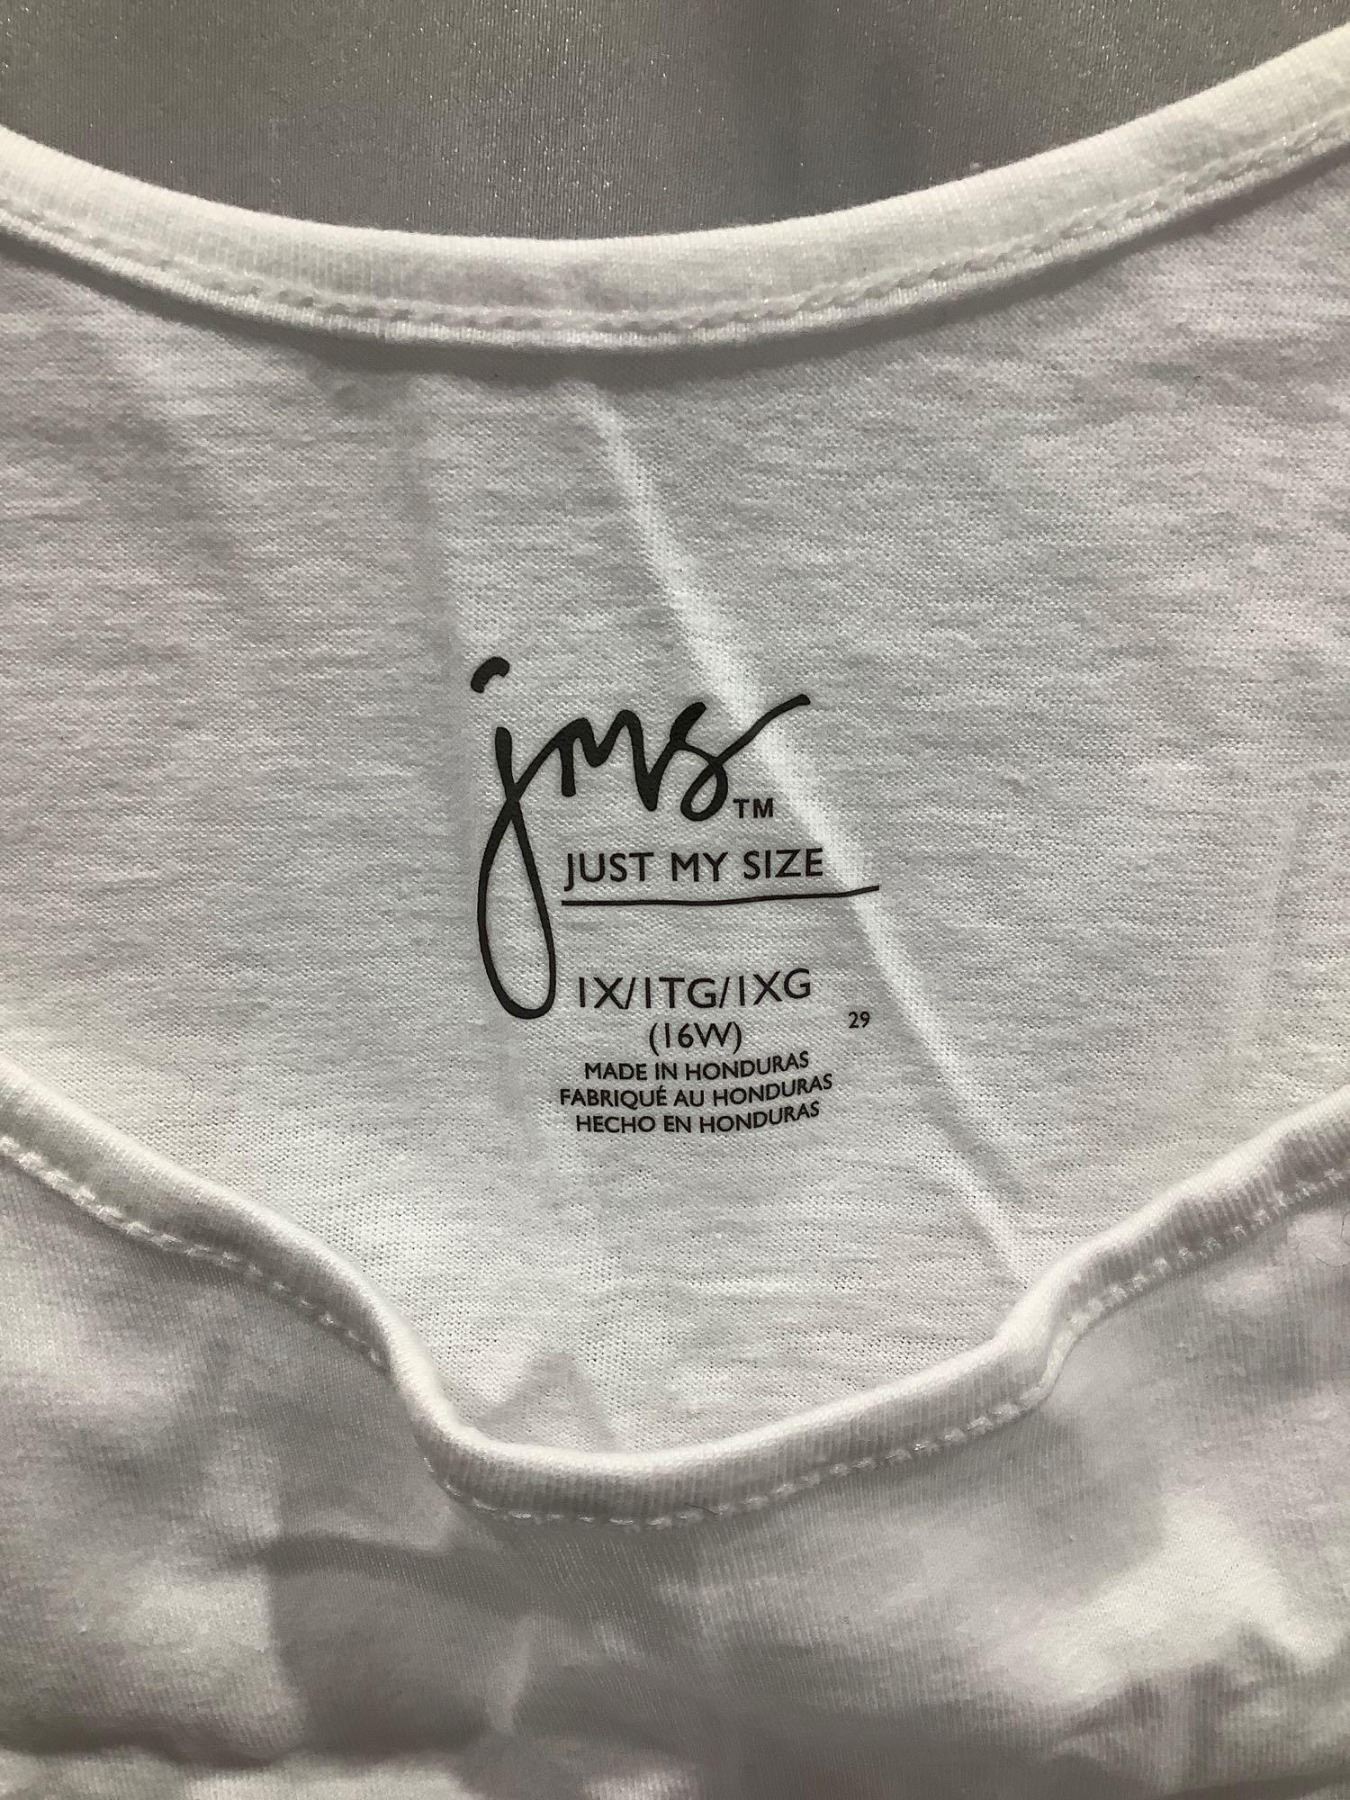 jms™
JUST MY SIZE
1X/1TG/1XG
(16W)
29
MADE IN HONDURAS
FABRIQUÉ AU HONDURAS
HECHO EN HONDURAS